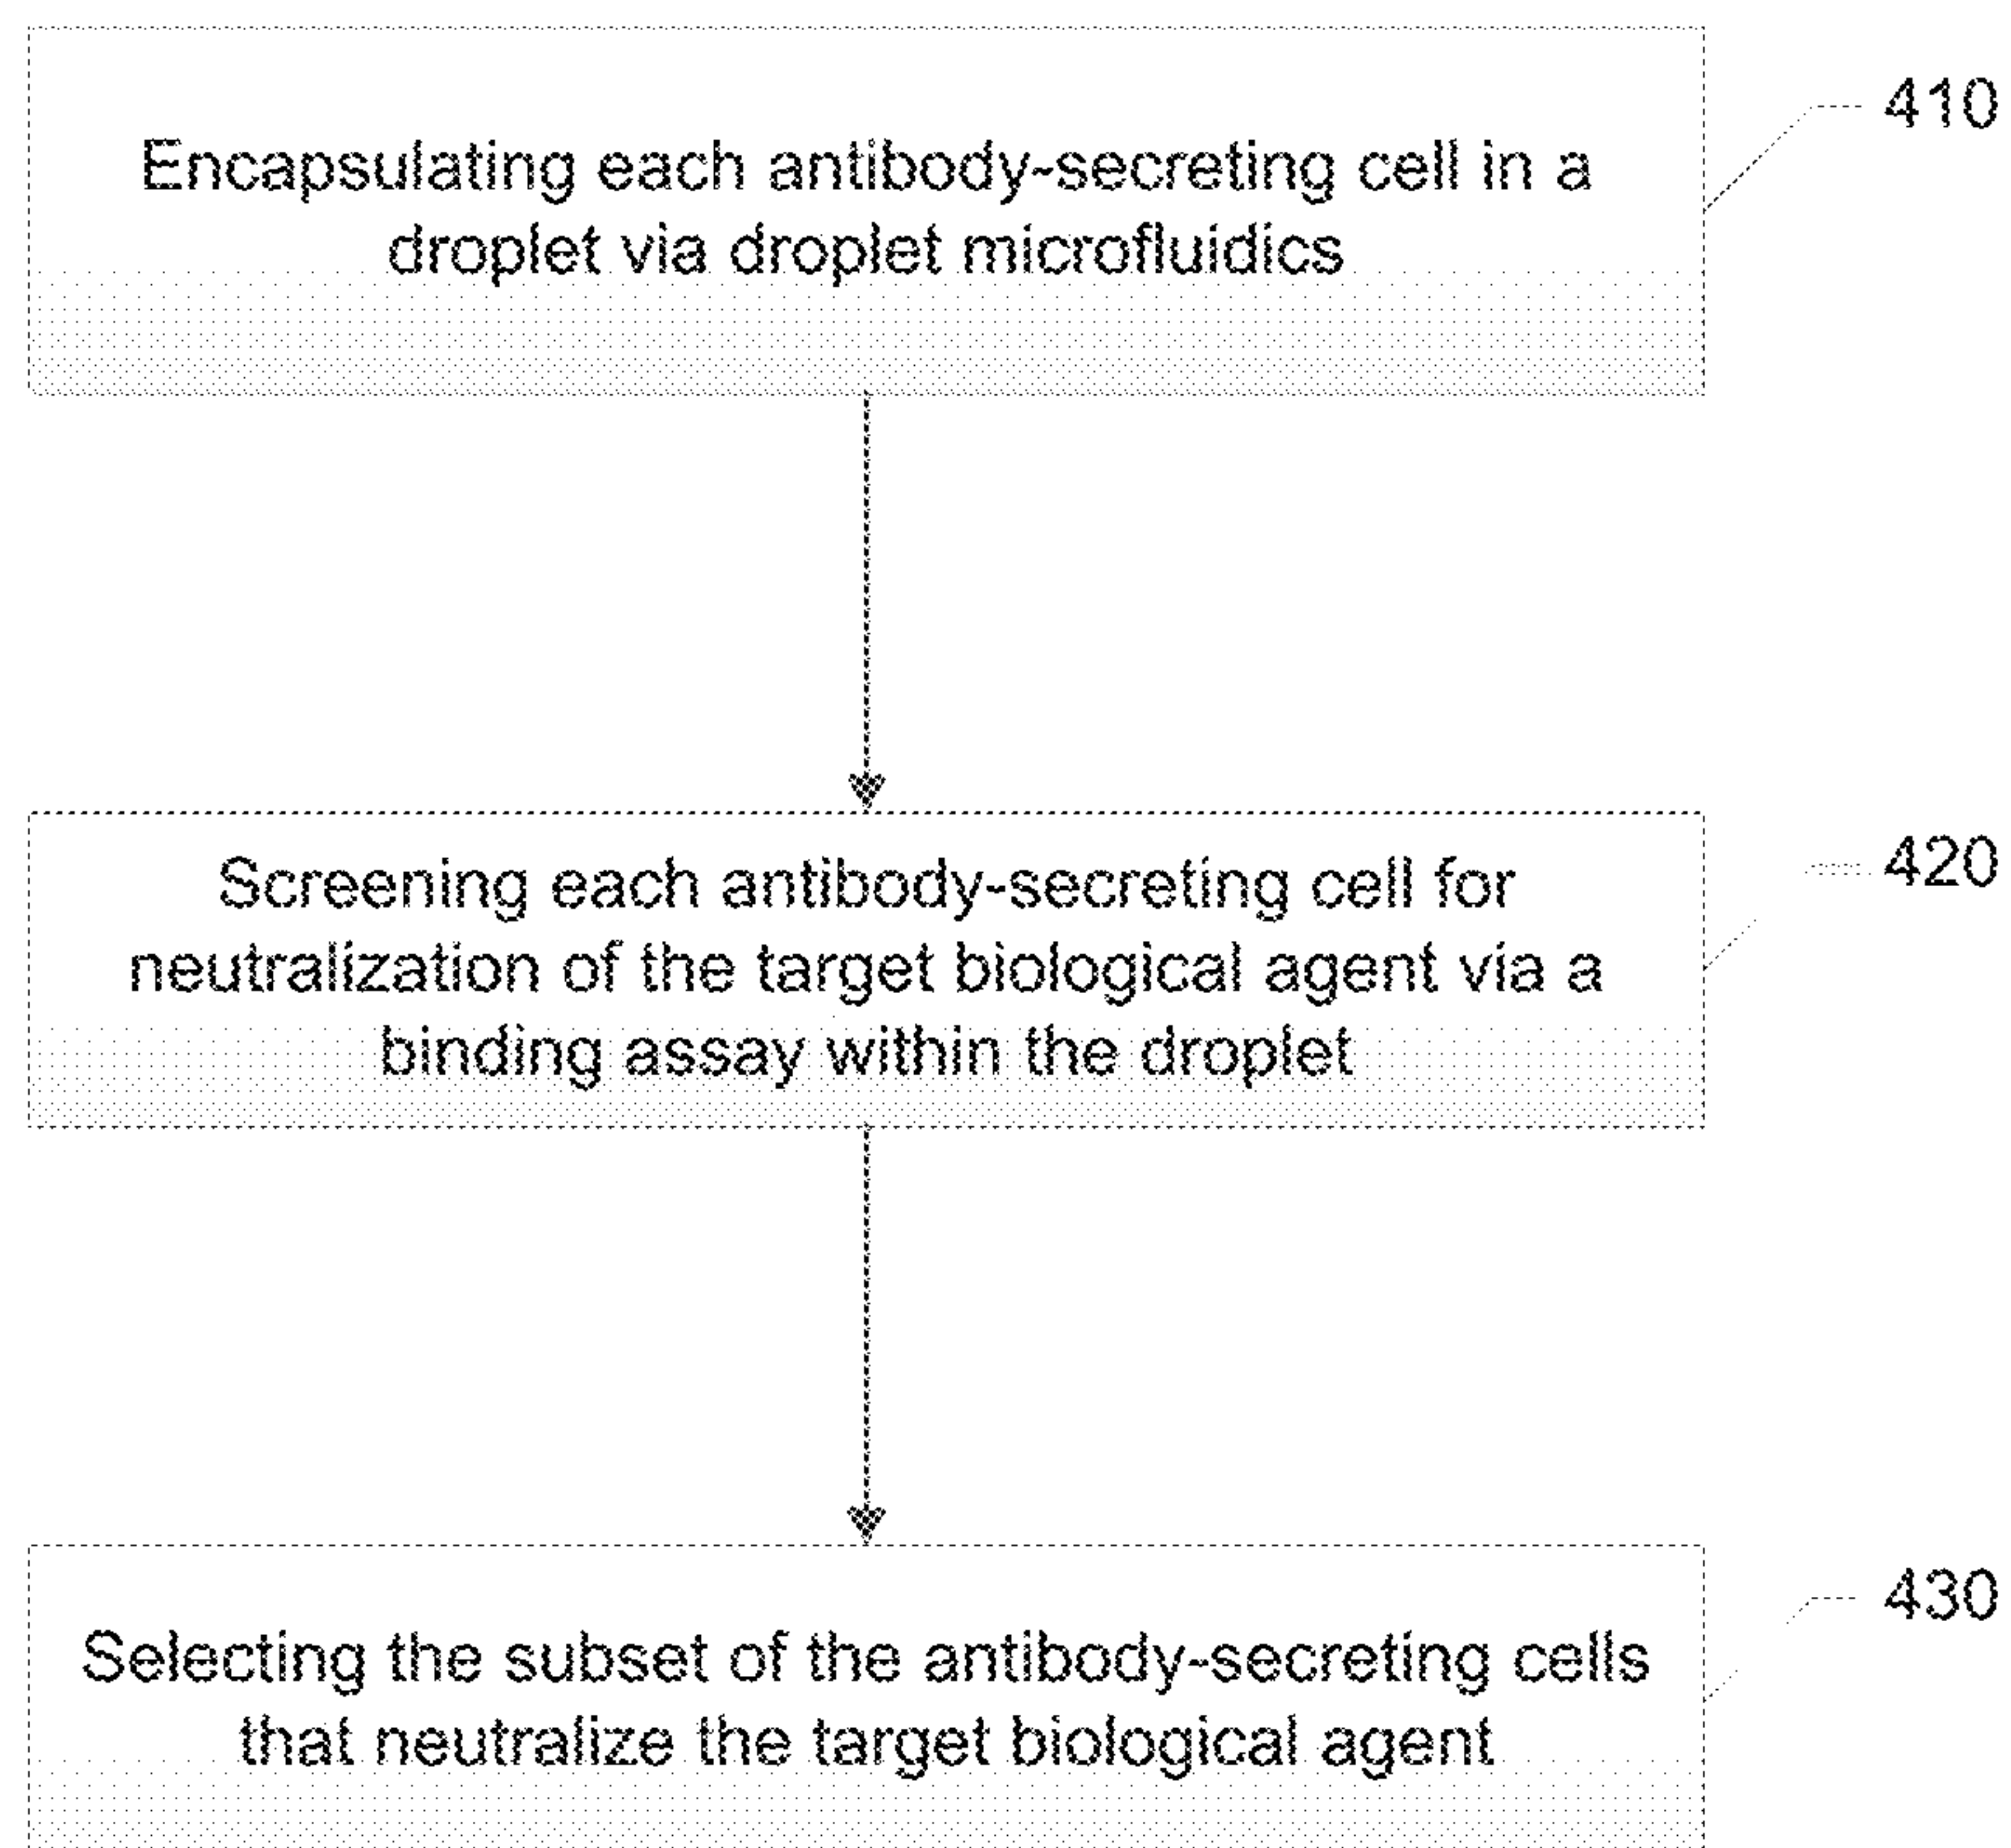 410
Encapsulating each antibody-secreting cell in a
droplet via droplet microfluidics
420
Screening each antibody-secreting cell for
neutralization of the target biological agent via a
binding assay within the droplet
430
Selecting the subset of the antibody-secreting cells
that neutralize the target biological agent